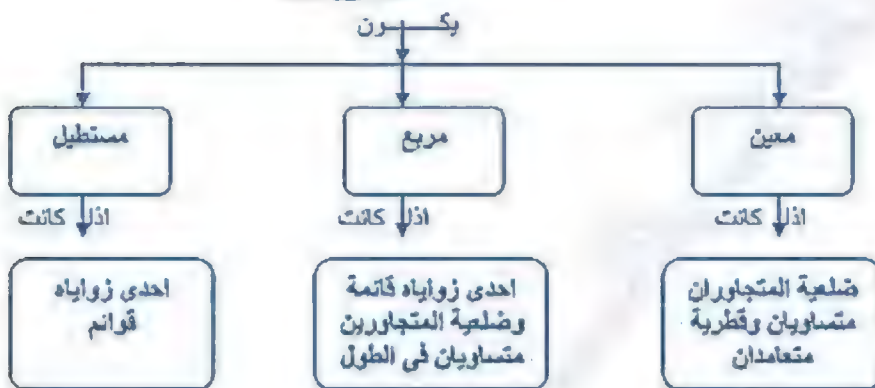 يكـــــون
معين
مربع
مستطيل
اذا كانت
اذا كانت
اذا كانت
ضلعية المتجاوران
متساويان وقطرية
متعامدان
احدى زواياه قائمة
وضلعية المتجاورين
متساويان فى الطول
احدى زواياه
قوائم